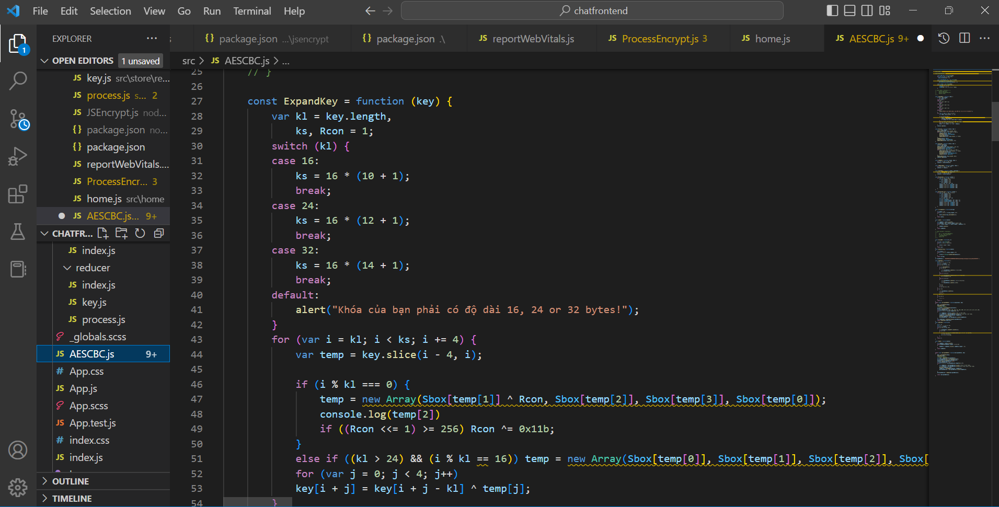 File Edit Selection View Go Run Terminal Help
chatfrontend
EXPLORER
OPEN EDITORS 1 unsaved
JS key.js src\store\re...
JS process.js s... 2
JS JSEncrypt.js nod...
{} package.json no...
{} package.json
JS reportWebVitals....
JS ProcessEncr... 3
JS home.js src\home
JS AESCBC.js... 9+
CHATFR...
JS index.js
reducer
JS index.js
JS key.js
JS process.js
_globals.scss
JS AESCBC.js 9+
# App.css
JS App.js
App.scss
JS App.test.js
# index.css
JS index.js
OUTLINE
TIMELINE
1
{} package.json ...\jsencrypt
{} package.json .\
JS reportWebVitals.js
JS ProcessEncrypt.js 3
JS home.js
JS AESCBC.js 9+
src > JS AESCBC.js > ...
25 // }
26
27 const ExpandKey = function (key) {
28 var kl = key.length,
29 ks, Rcon = 1;
30 switch (kl) {
31 case 16:
32 ks = 16 * (10 + 1);
33 break;
34 case 24:
35 ks = 16 * (12 + 1);
36 break;
37 case 32:
38 ks = 16 * (14 + 1);
39 break;
40 default:
41 alert("Khóa của bạn phải có độ dài 16, 24 or 32 bytes!");
42 }
43 for (var i = kl; i < ks; i += 4) {
44 var temp = key.slice(i - 4, i);
45
46 if (i % kl === 0) {
47 temp = new Array(Sbox[temp[1]] ^ Rcon, Sbox[temp[2]], Sbox[temp[3]], Sbox[temp[0]]);
48 console.log(temp[2])
49 if ((Rcon <<= 1) >= 256) Rcon ^= 0x11b;
50 }
51 else if ((kl > 24) && (i % kl == 16)) temp = new Array(Sbox[temp[0]], Sbox[temp[1]], Sbox[temp[2]], Sbox[
52 for (var j = 0; j < 4; j++)
53 key[i + j] = key[i + j - kl] ^ temp[j];
54 }